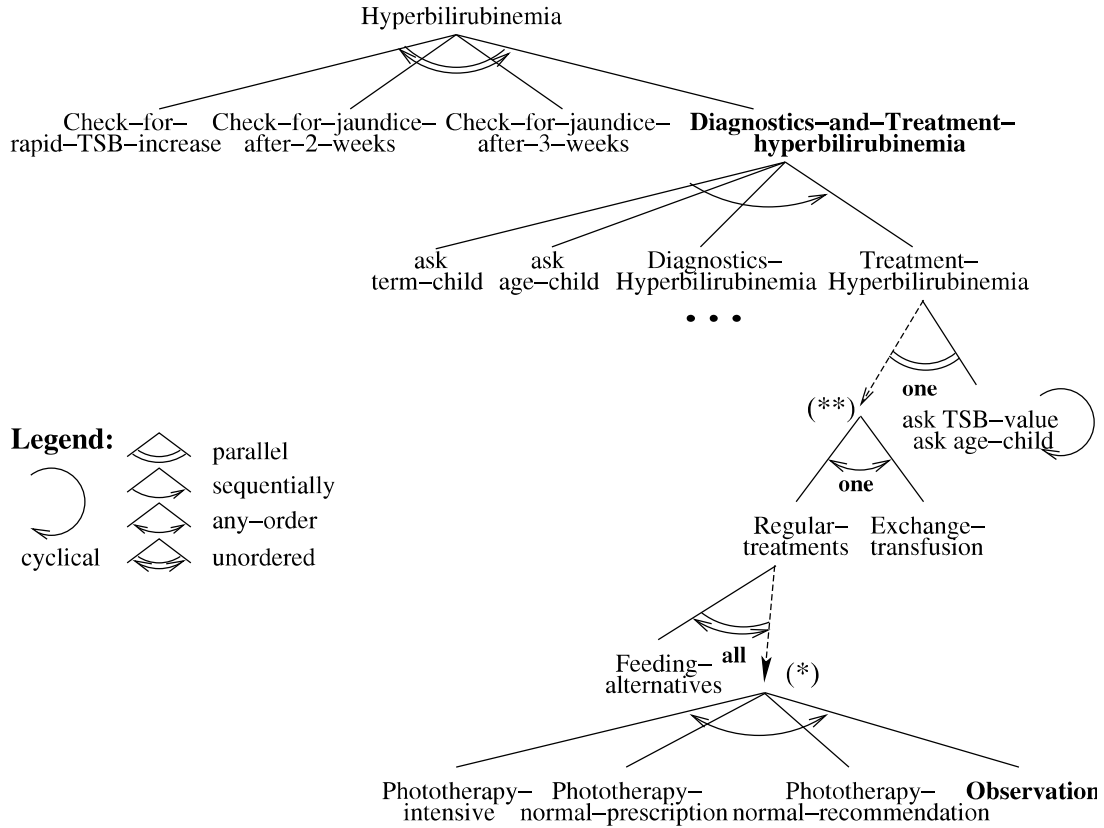 Hyperbilirubinemia
Check–for–
rapid–TSB–increase
Check–for–jaundice–
after–2–weeks
Check–for–jaundice–
after–3–weeks
Diagnostics–and–Treatment–
hyperbilirubinemia
ask
term–child
ask
age–child
Diagnostics–
Hyperbilirubinemia
Treatment–
Hyperbilirubinemia
• • •
one
(**)
ask TSB–value
ask age–child
Legend:
parallel
sequentially
any–order
unordered
cyclical
one
Regular–
treatments
Exchange–
transfusion
Feeding–
alternatives
all
(*)
Phototherapy–
intensive
Phototherapy–
normal–prescription
Phototherapy–
normal–recommendation
Observation